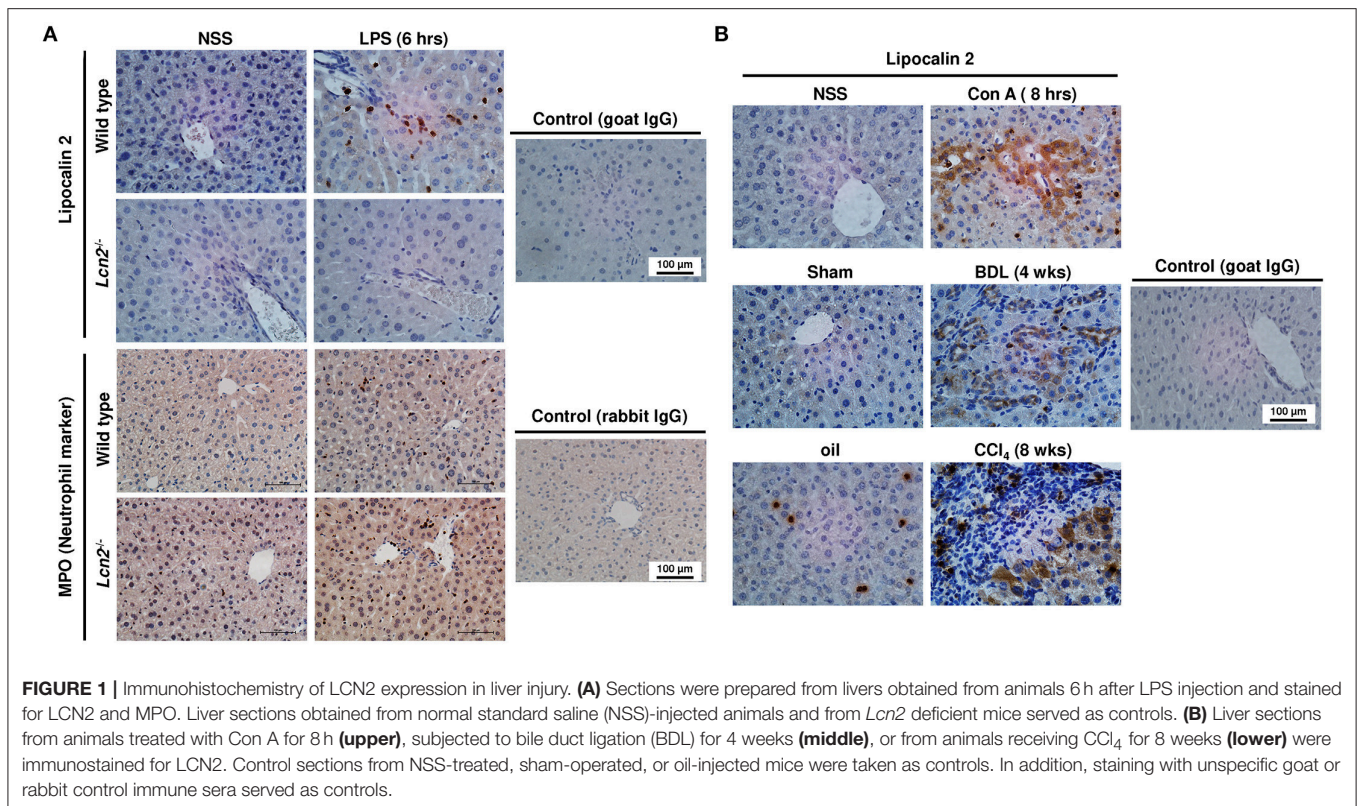 A
NSS
LPS (6 hrs)
Lipocalin 2
Wild type
Lcn2-/-
Control (goat IgG)
100 µm
MPO (Neutrophil marker)
Wild type
Lcn2-/-
Control (rabbit IgG)
100 µm
B
Lipocalin 2
NSS
Con A ( 8 hrs)
Sham
BDL (4 wks)
Control (goat IgG)
100 µm
oil
CCl4 (8 wks)
FIGURE 1 | Immunohistochemistry of LCN2 expression in liver injury. (A) Sections were prepared from livers obtained from animals 6 h after LPS injection and stained
for LCN2 and MPO. Liver sections obtained from normal standard saline (NSS)-injected animals and from Lcn2 deficient mice served as controls. (B) Liver sections
from animals treated with Con A for 8 h (upper), subjected to bile duct ligation (BDL) for 4 weeks (middle), or from animals receiving CCl4 for 8 weeks (lower) were
immunostained for LCN2. Control sections from NSS-treated, sham-operated, or oil-injected mice were taken as controls. In addition, staining with unspecific goat or
rabbit control immune sera served as controls.